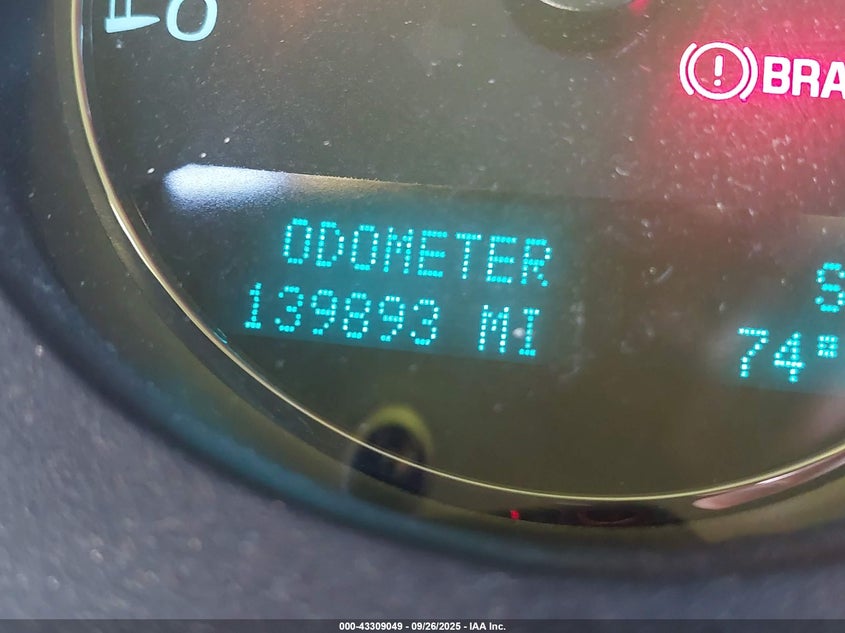 BRA
ODOMETER
139893 MI
S
74°
000-43309049 - 09/26/2025 - IAA Inc.